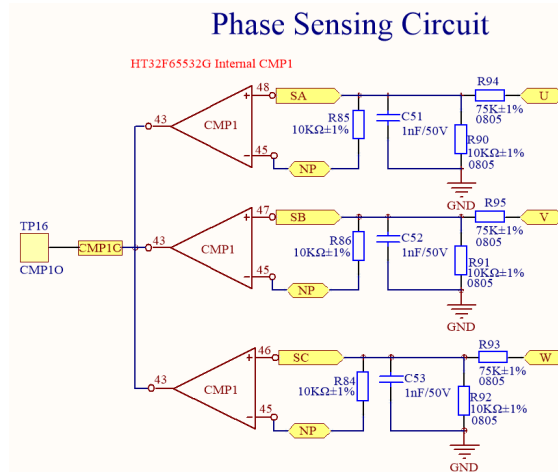 Phase Sensing Circuit
HT32F65532G Internal CMP1
48
SA
R94
75K±1%
0805
U
R85
10KΩ±1%
C51
1nF/50V
R90
10KΩ±1%
0805
43
CMP1
45
NP
GND
47
SB
R95
75K±1%
0805
V
TP16
CMP1O
CMP1O
43
CMP1
R86
10KΩ±1%
C52
1nF/50V
R91
10KΩ±1%
0805
45
NP
GND
46
SC
R93
75K±1%
0805
W
43
CMP1
R84
10KΩ±1%
C53
1nF/50V
R92
10KΩ±1%
0805
45
NP
GND